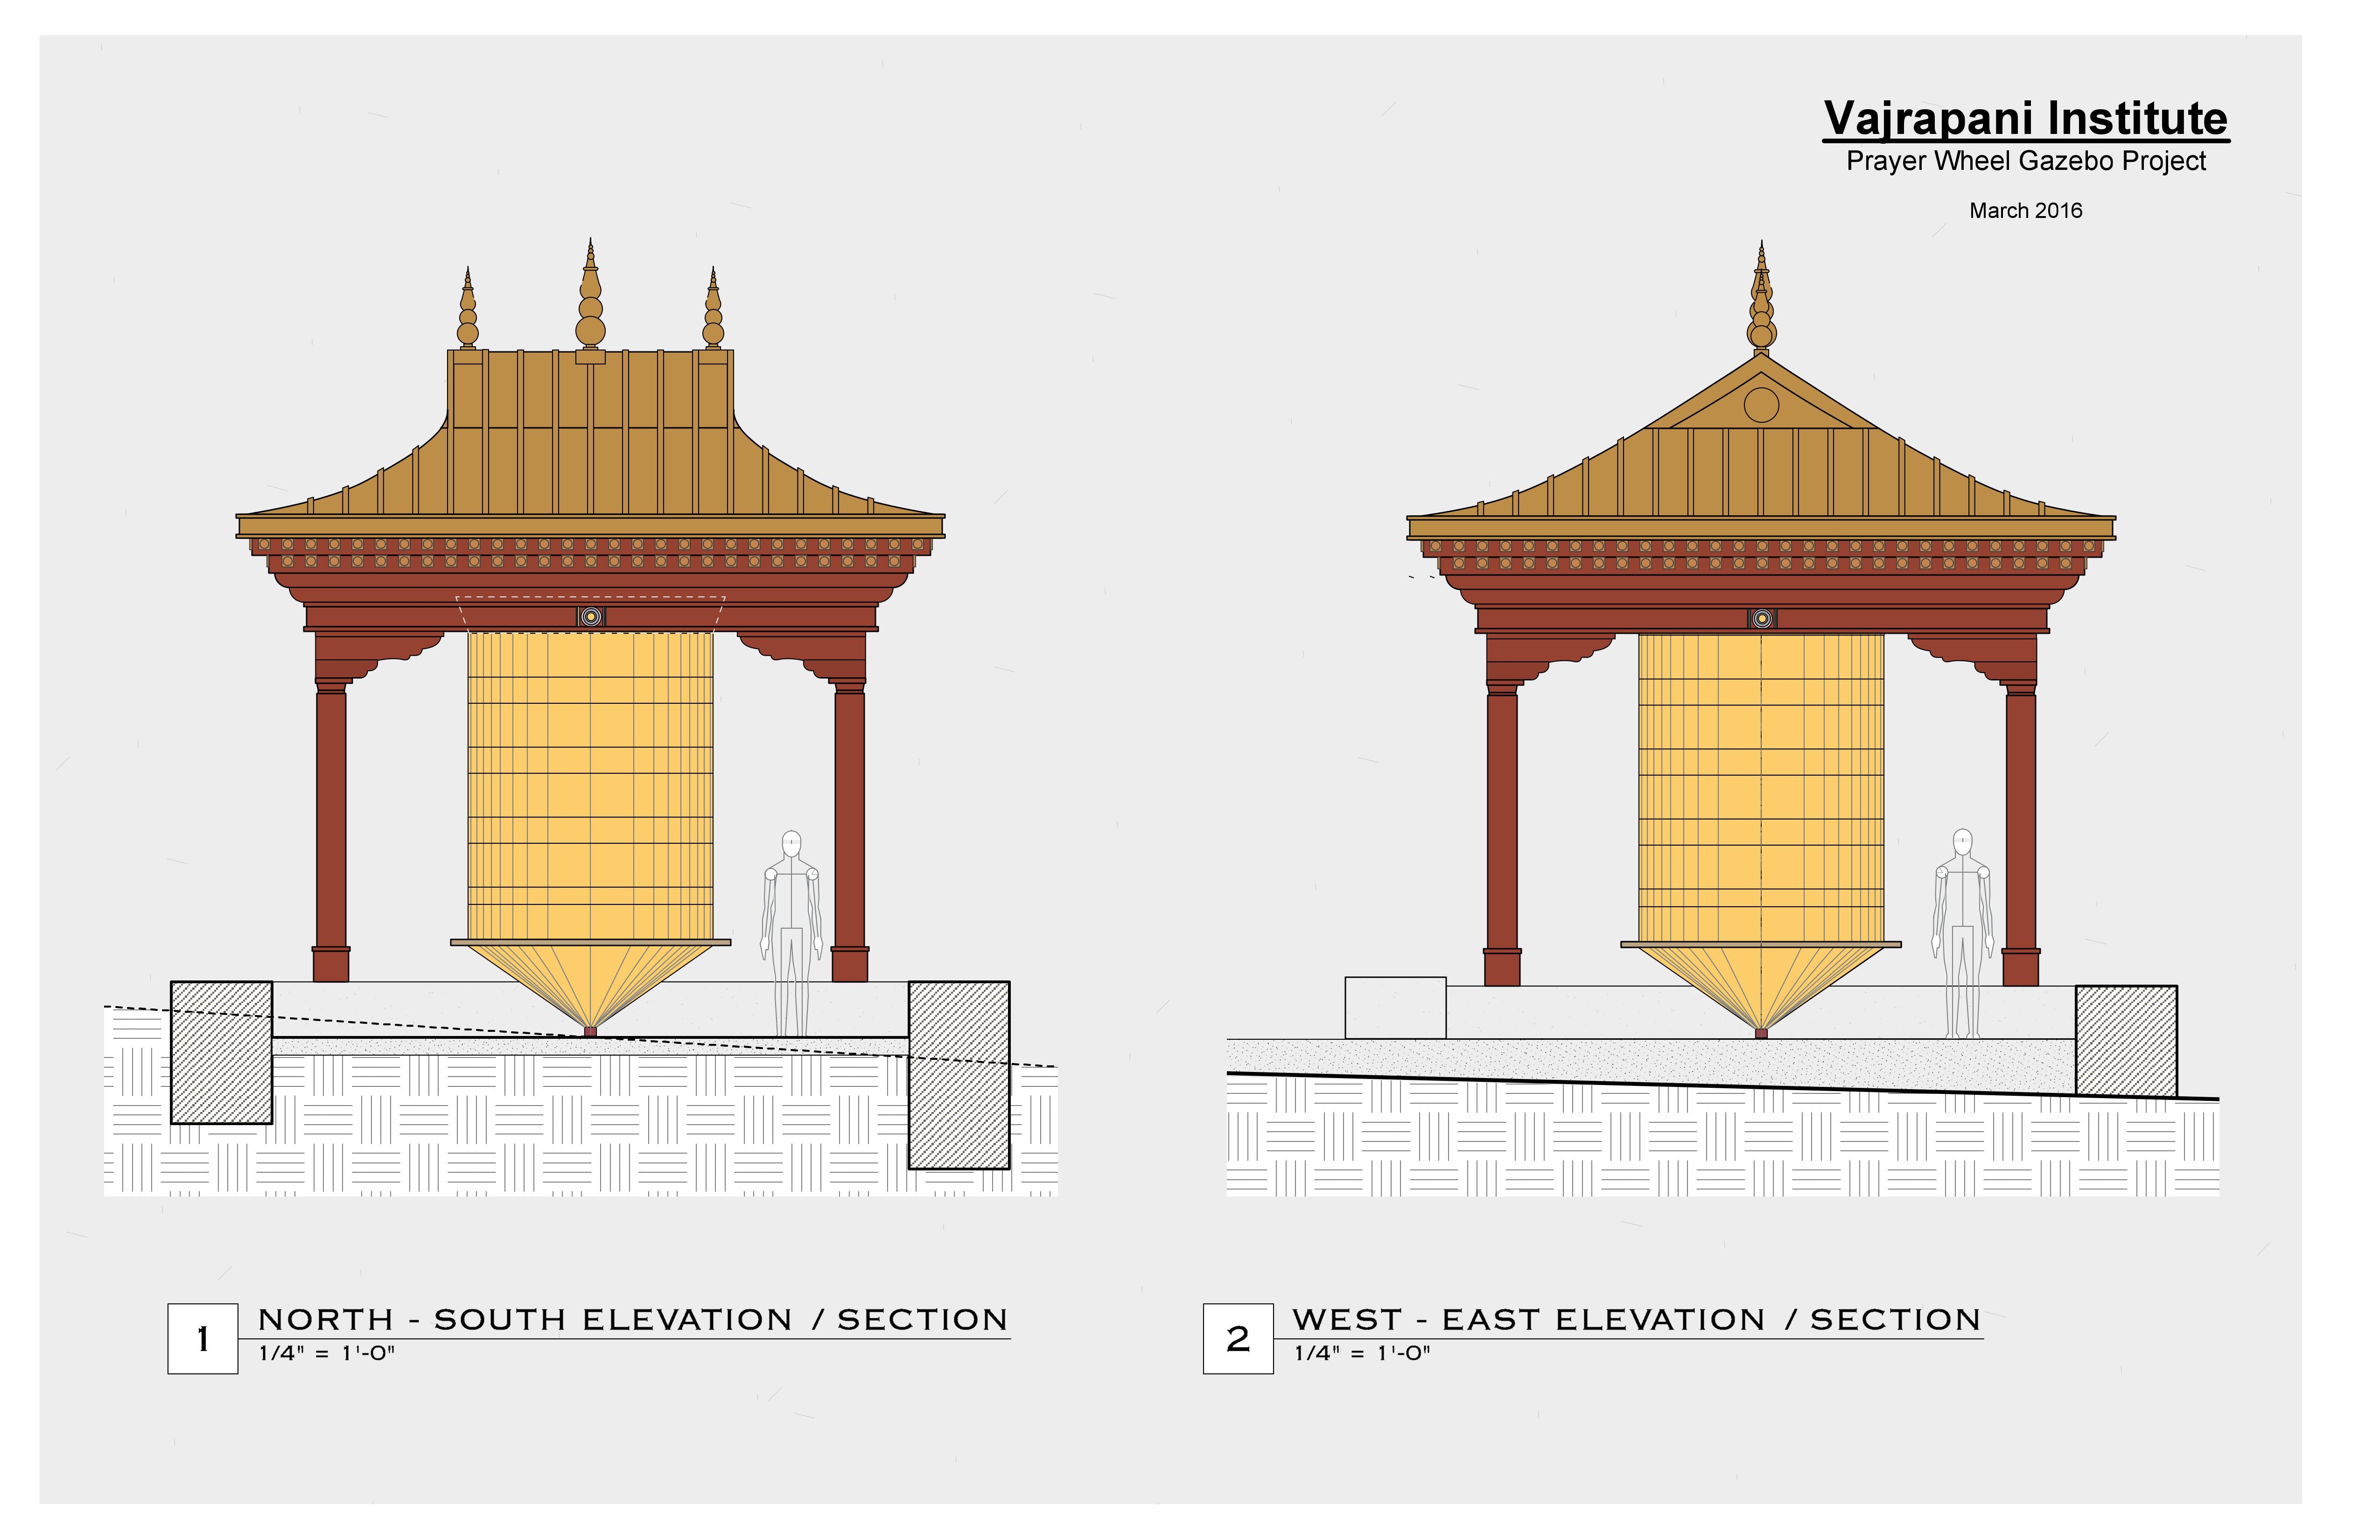 Vajrapani Institute
Prayer Wheel Gazebo Project
March 2016
1 NORTH - SOUTH ELEVATION / SECTION
1/4" = 1'-0"
2 WEST - EAST ELEVATION / SECTION
1/4" = 1'-0"